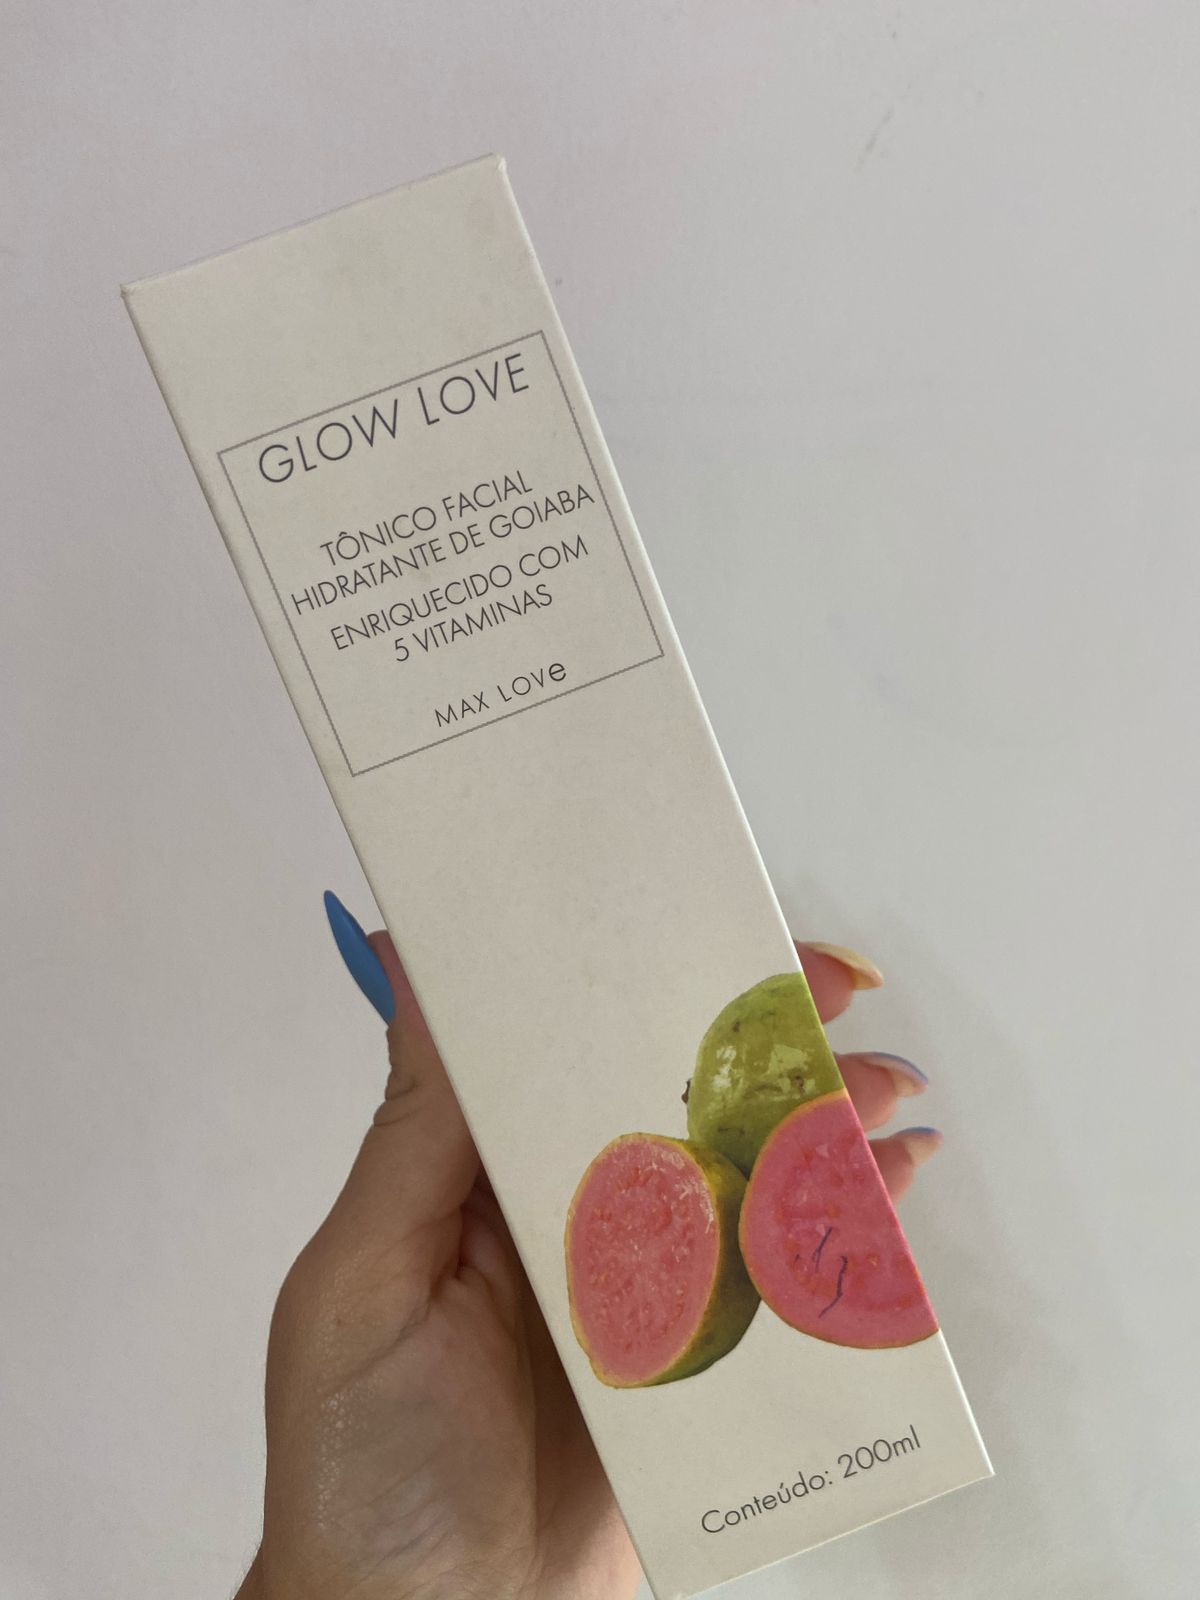 GLOW LOVE
TÔNICO FACIAL
HIDRATANTE DE GOIABA
ENRIQUECIDO COM
5 VITAMINAS
MAX LOVe
Conteúdo: 200ml